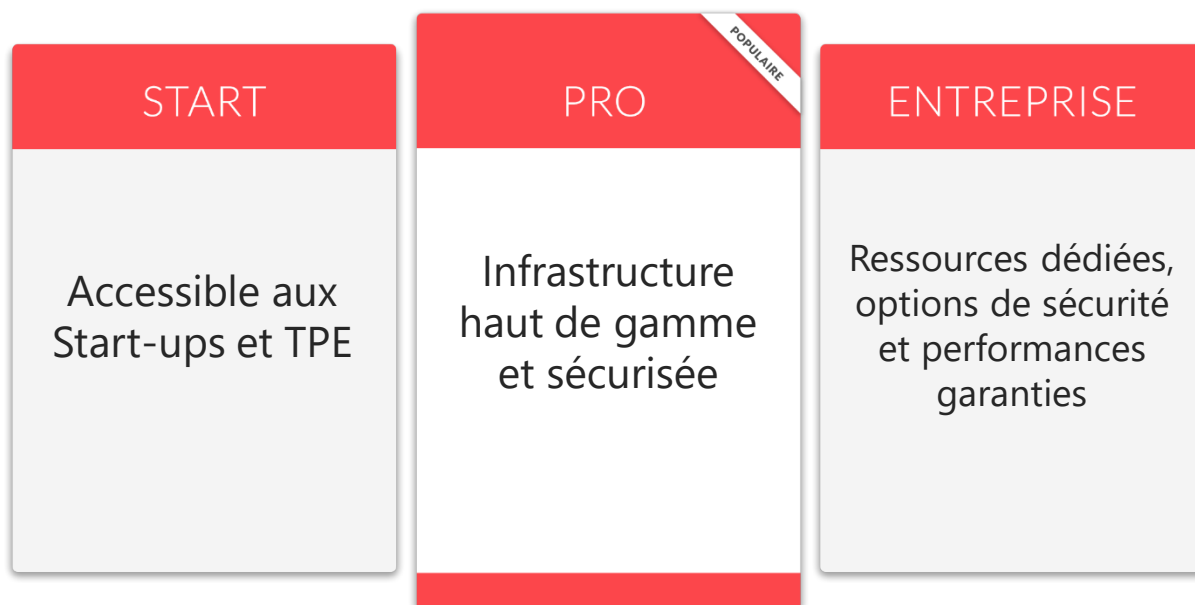 START
Accessible aux
Start-ups et TPE
POPULAIRE
PRO
Infrastructure
haut de gamme
et sécurisée
ENTREPRISE
Ressources dédiées,
options de sécurité
et performances
garanties